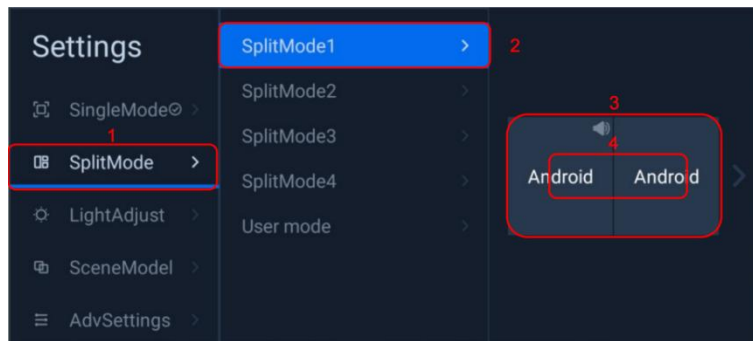 Settings
SingleMode
1
SplitMode
LightAdjust
SceneModel
AdvSettings
SplitMode1
2
SplitMode2
SplitMode3
SplitMode4
User mode
3
4
Android Android